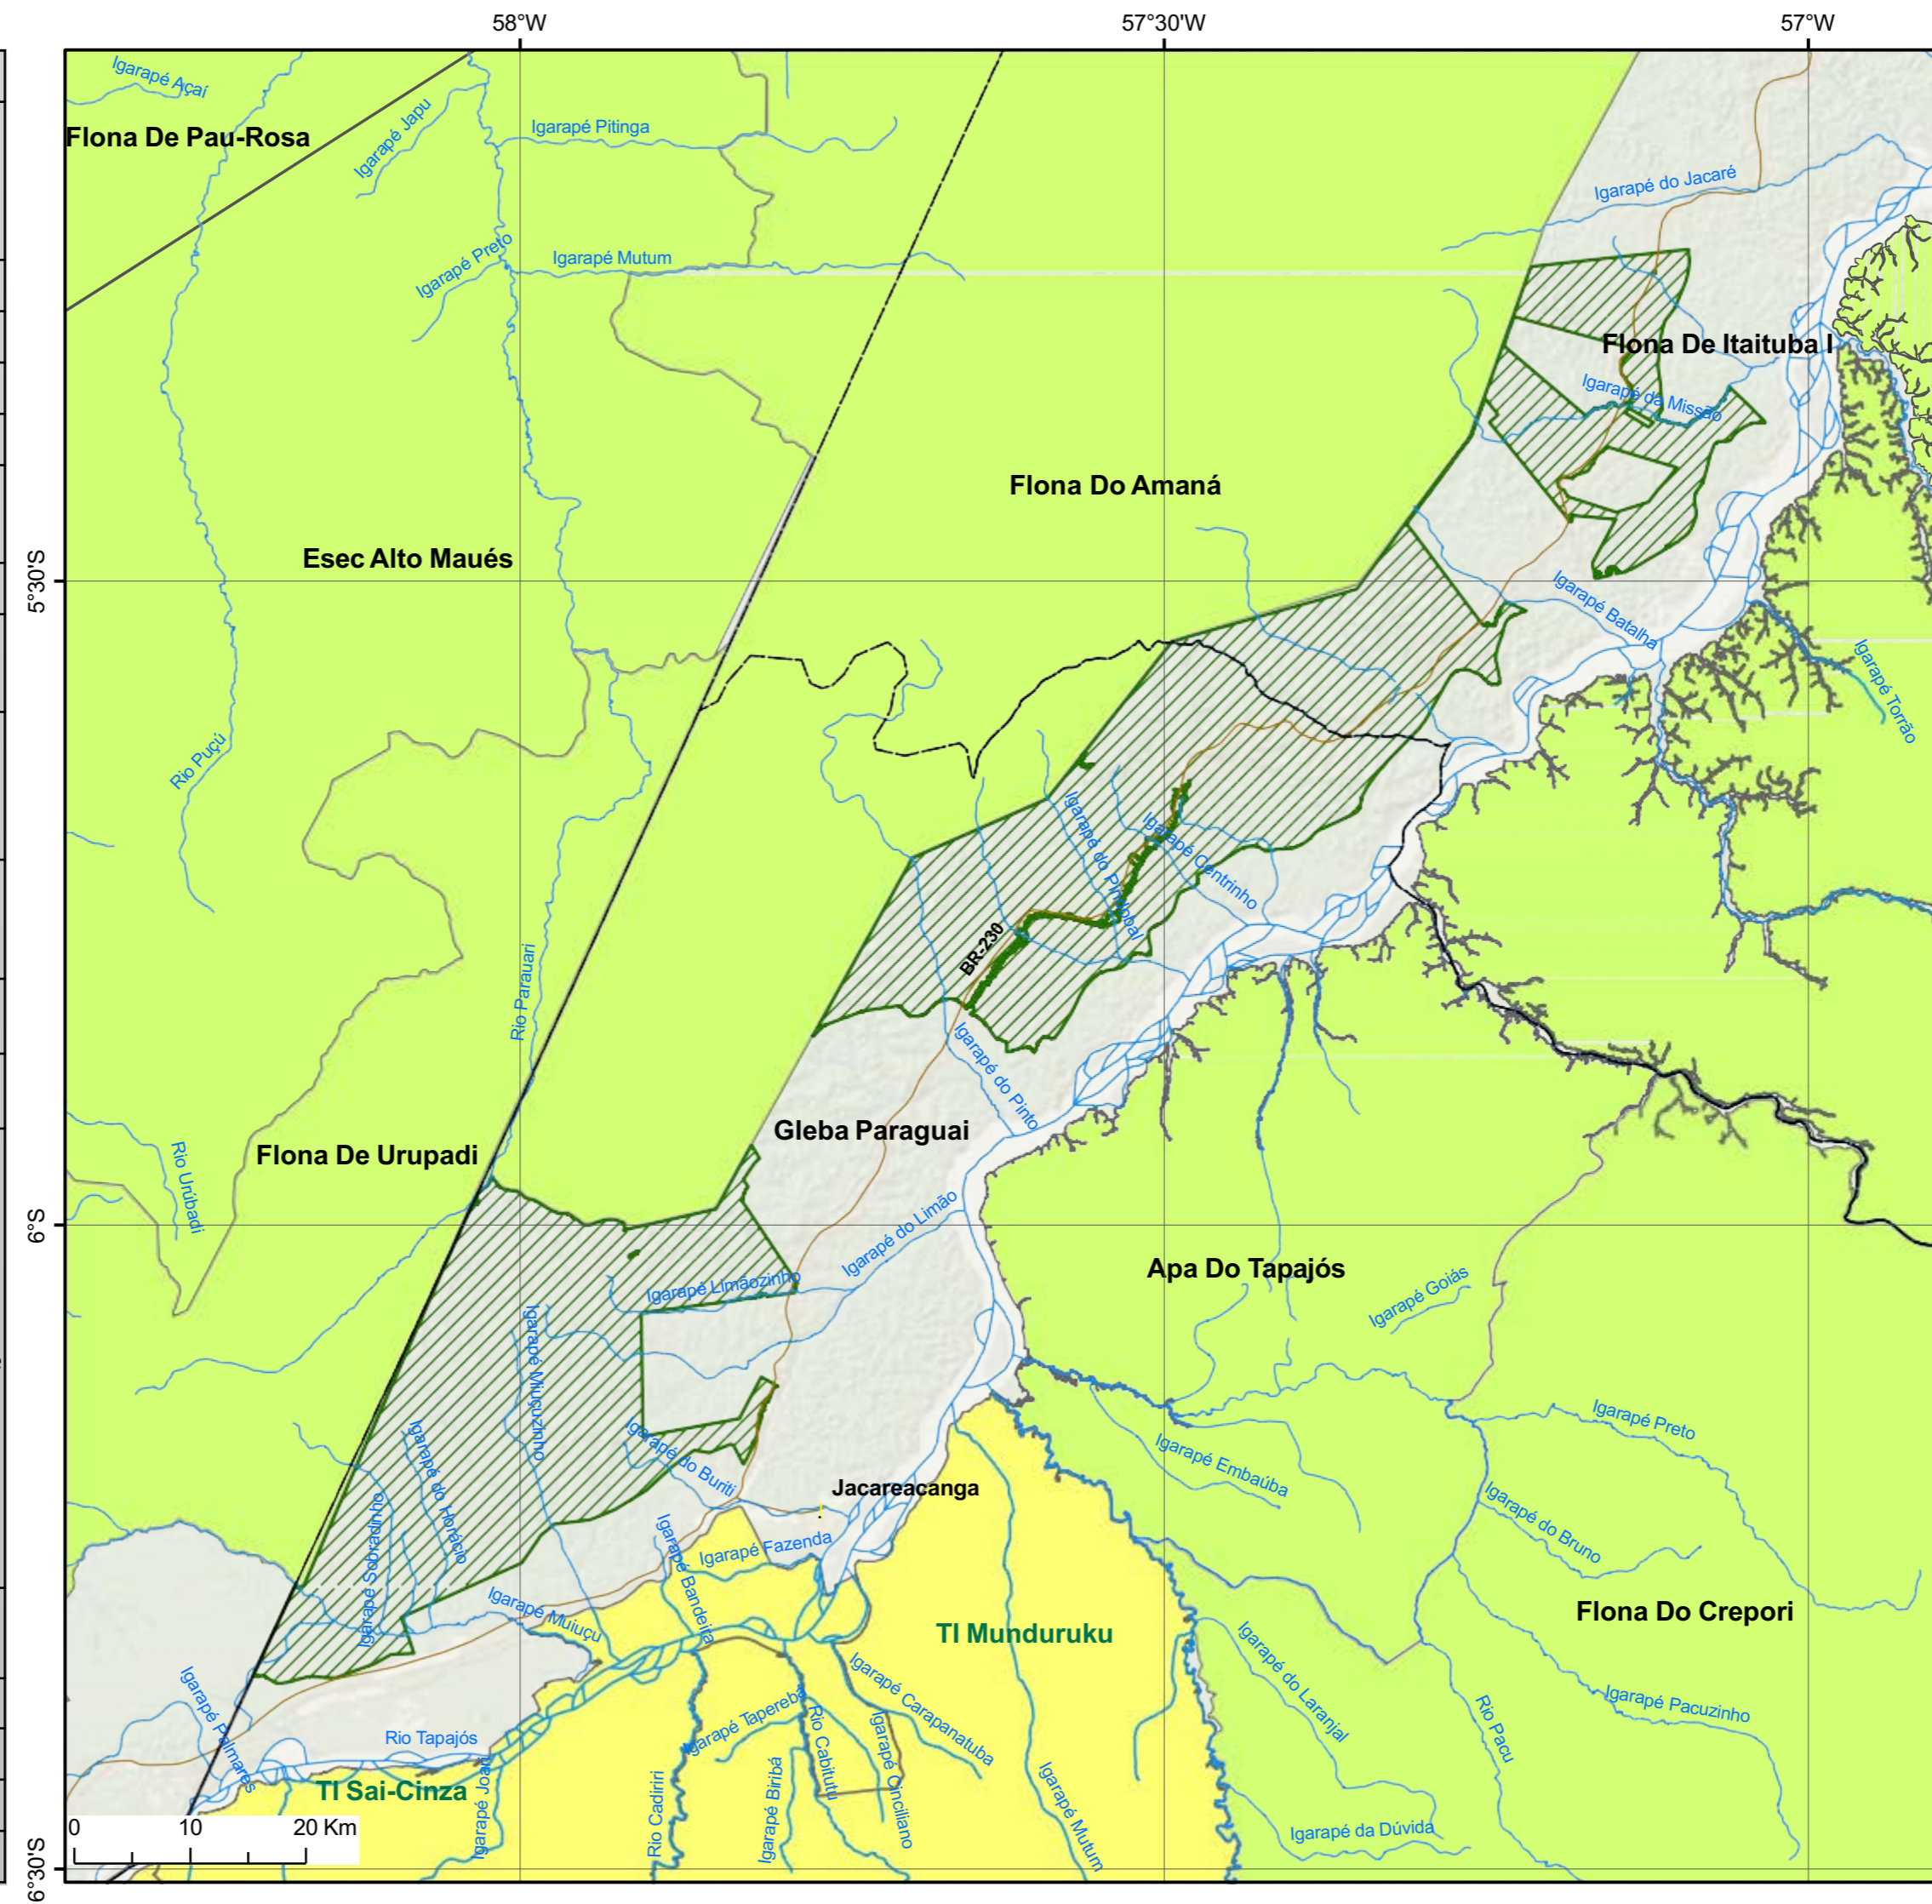 58°W
57°30'W
57°W
Igarapé Açaí
Flona De Pau-Rosa
Igarapé Japu
Igarapé Pitinga
Igarapé do Jacaré
Igarapé Preto
Igarapé Mutum
Flona De Itaituba I
Igarapé da Missão
Flona Do Amaná
Esec Alto Maués
5°30'S
Igarapé Batalha
Igarapé Torrão
Rio Puçú
Igarapé do Pindobal
Igarapé Centrinho
BR-230
Rio Parauari
Igarapé do Pinto
Gleba Paraguai
Flona De Urupadi
Rio Urúbadi
6°S
Igarapé do Limão
Apa Do Tapajós
Igarapé Limãozinho
Igarapé Goiás
Igarapé Miuçuzinho
Igarapé Preto
Igarapé do Horácio
Igarapé do Buriti
Igarapé Embaúba
Jacareacanga
Igarapé Sobradinho
Igarapé do Bruno
Igarapé Fazenda
Igarapé Bandeira
Igarapé Muiuçu
TI Munduruku
Flona Do Crepori
Igarapé do Laranjal
Igarapé Carapanatuba
Igarapé Palmares
Igarapé Taperebá
Igarapé Pacuzinho
Rio Pacu
Rio Cabitutu
Igarapé Cinciliano
Rio Tapajós
TI Sai-Cinza
Igarapé Joari
Rio Cadiriri
Igarapé Biribá
Igarapé Mutum
Igarapé da Dúvida
0 10 20 Km
6°30'S